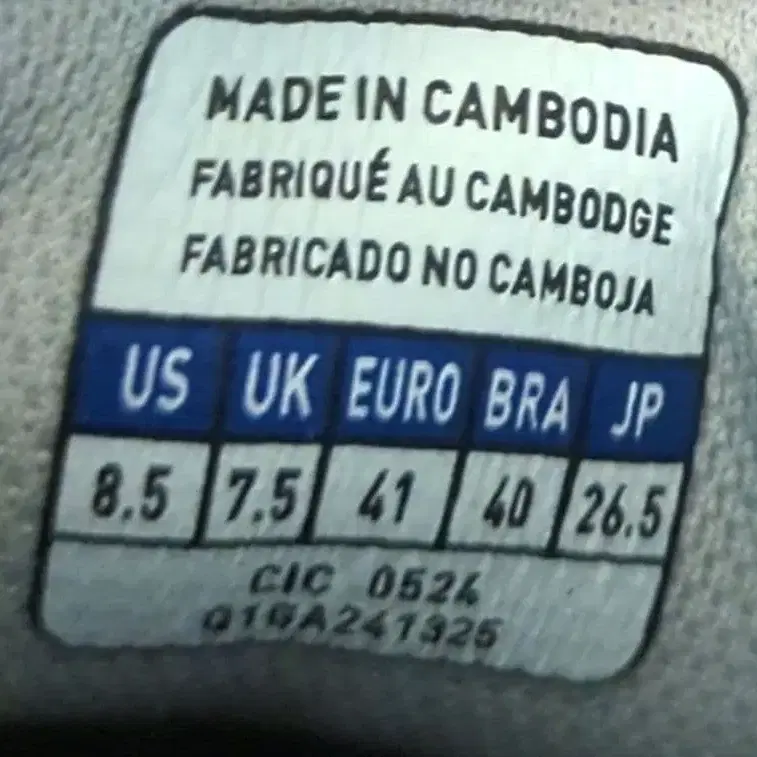 MADE IN CAMBODIA
FABRIQUÉ AU CAMBODGE
FABRICADO NO CAMBOJA
US UK EURO BRA JP
8.5 7.5 41 40 26.5
CIC 0524